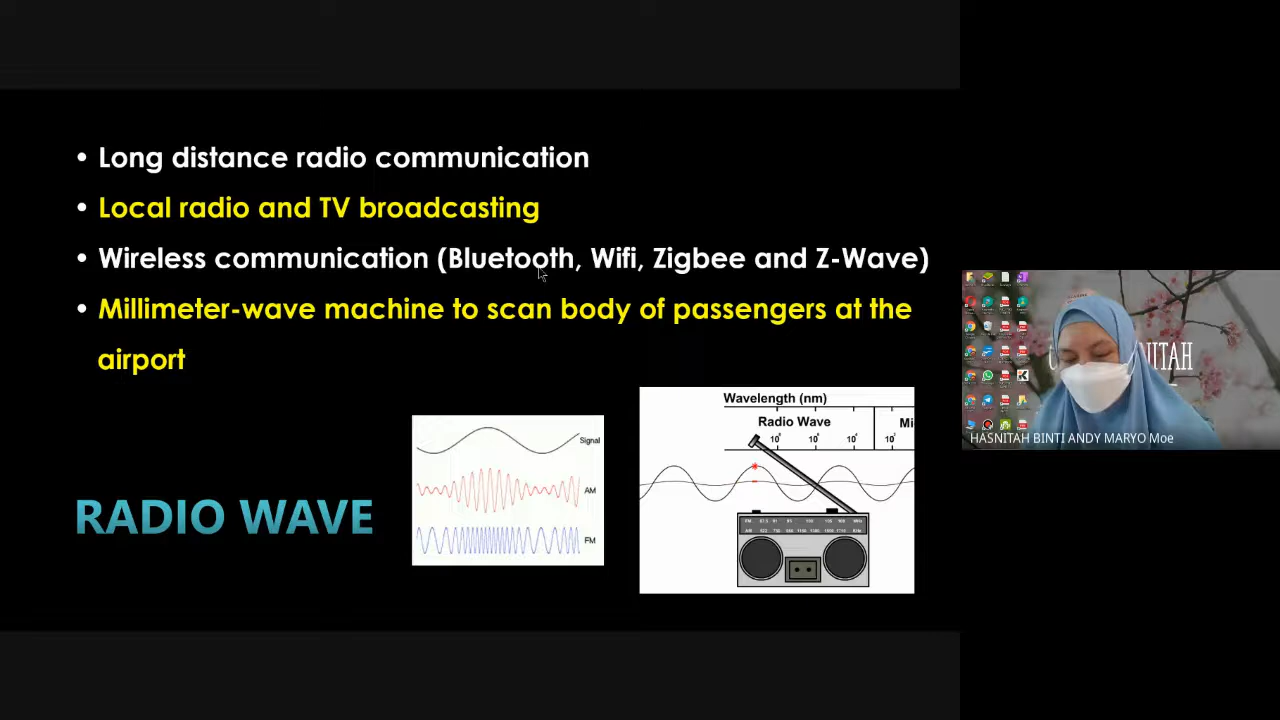 • Long distance radio communication
• Local radio and TV broadcasting
• Wireless communication (Bluetooth, Wifi, Zigbee and Z-Wave)
• Millimeter-wave machine to scan body of passengers at the
airport
RADIO WAVE
Signal
AM
FM
Wavelength (nm)
Radio Wave
Mi
HASNITAH BINTI ANDY MARYO Moe